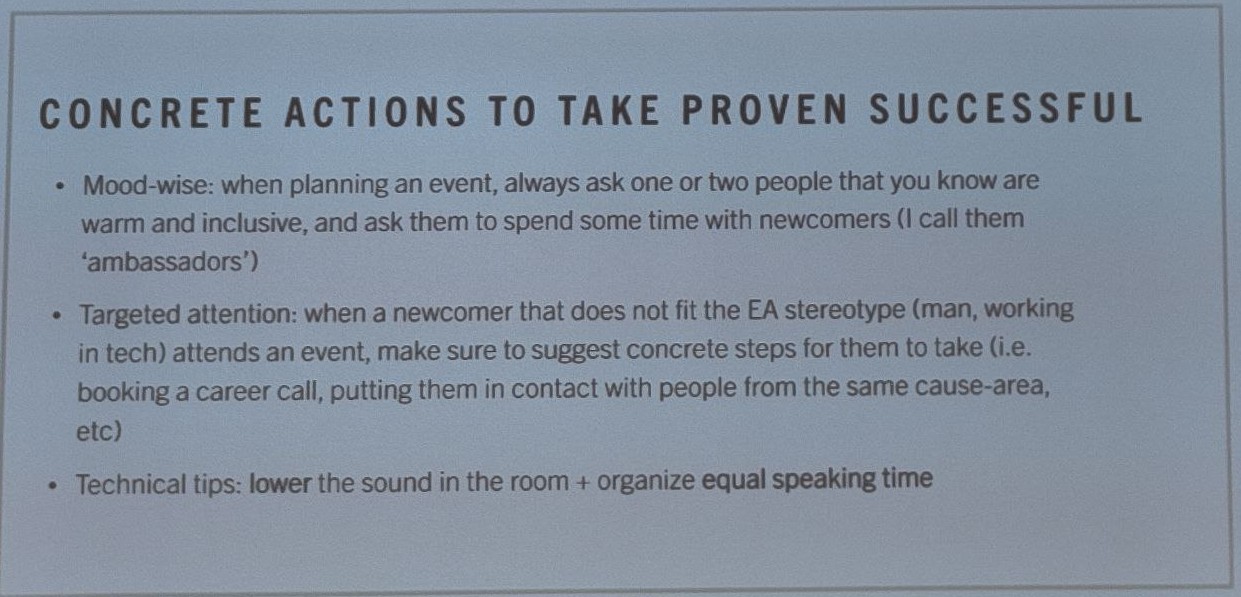 CONCRETE ACTIONS TO TAKE PROVEN SUCCESSFUL
• Mood-wise: when planning an event, always ask one or two people that you know are
warm and inclusive, and ask them to spend some time with newcomers (I call them
‘ambassadors’)
• Targeted attention: when a newcomer that does not fit the EA stereotype (man, working
in tech) attends an event, make sure to suggest concrete steps for them to take (i.e.
booking a career call, putting them in contact with people from the same cause-area,
etc)
• Technical tips: lower the sound in the room + organize equal speaking time